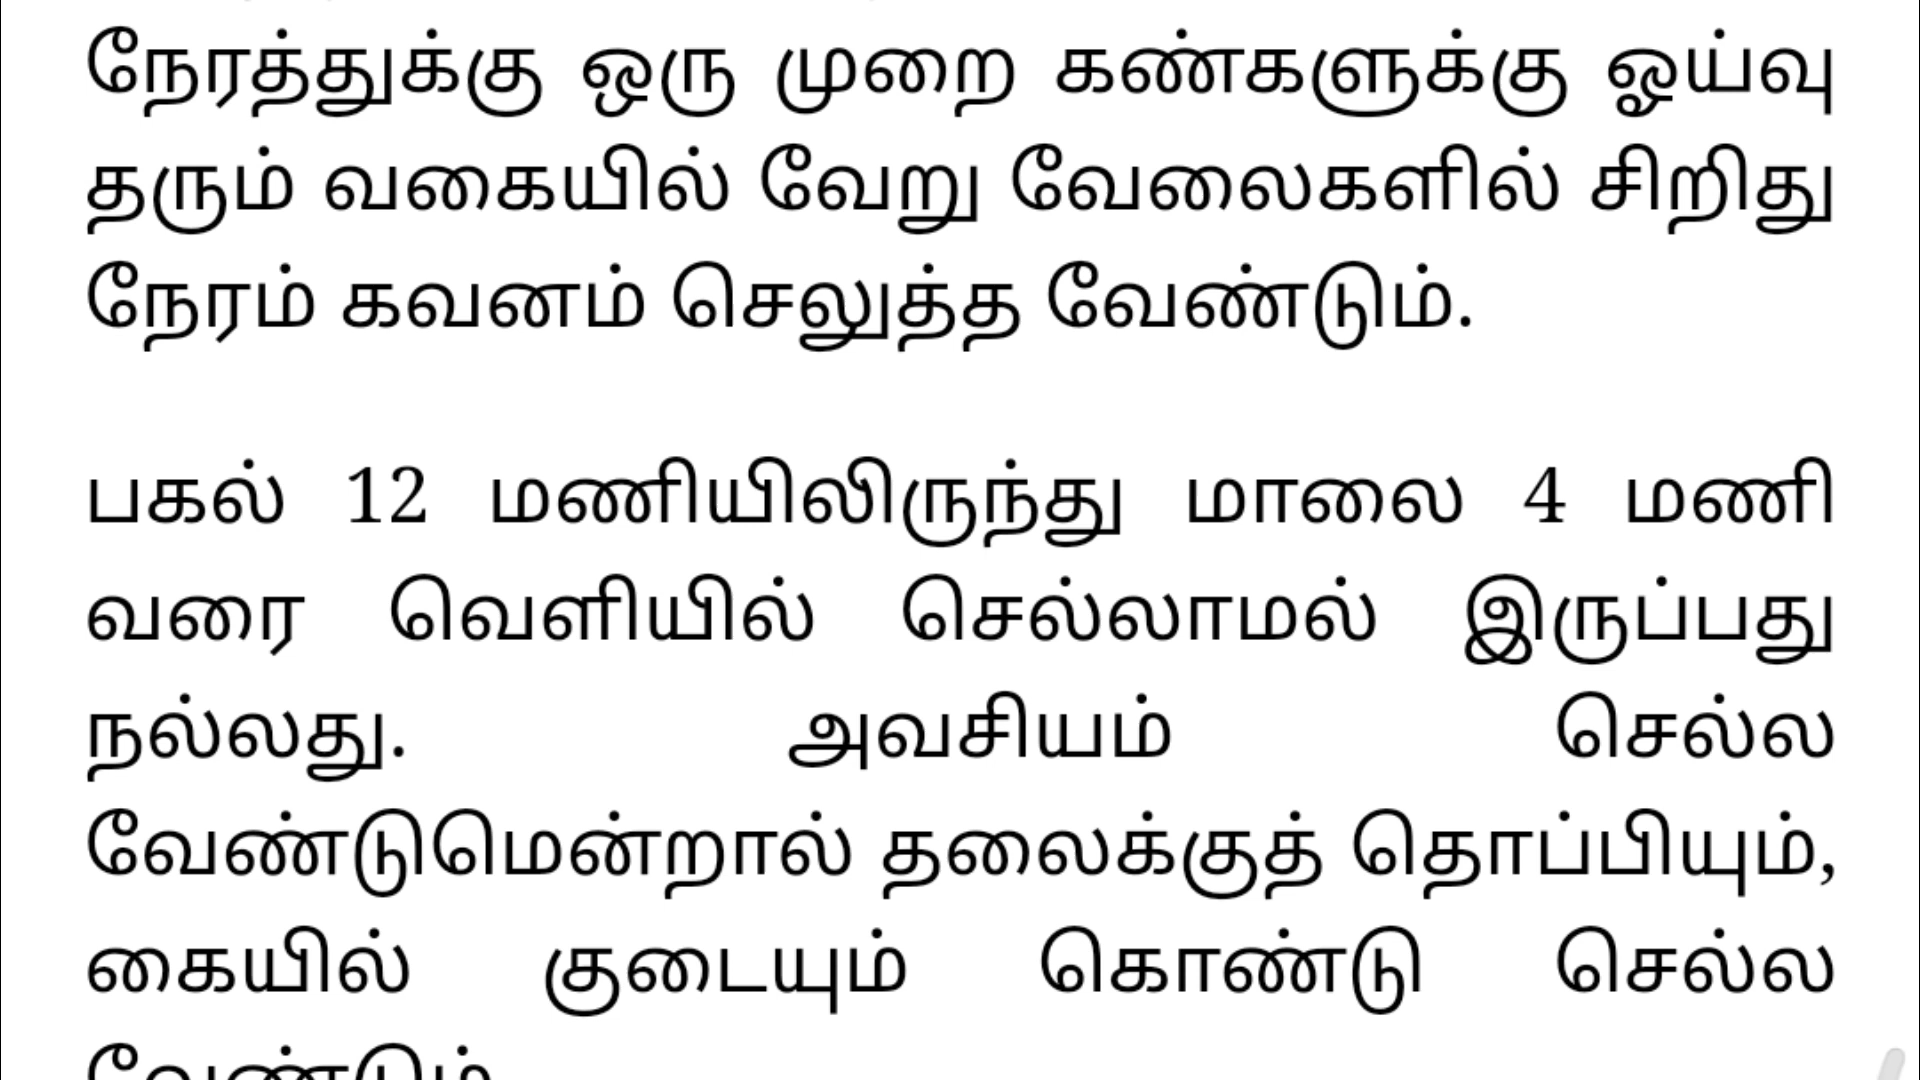 நேரத்துக்கு ஒரு முறை கண்களுக்கு ஓய்வு
தரும் வகையில் வேறு வேலைகளில் சிறிது
நேரம் கவனம் செலுத்த வேண்டும்.
பகல் 12 மணியிலிருந்து மாலை 4 மணி
வரை வெளியில் செல்லாமல் இருப்பது
நல்லது. அவசியம் செல்ல
வேண்டுமென்றால் தலைக்குத் தொப்பியும்,
கையில் குடையும் கொண்டு செல்ல
வேண்டும்